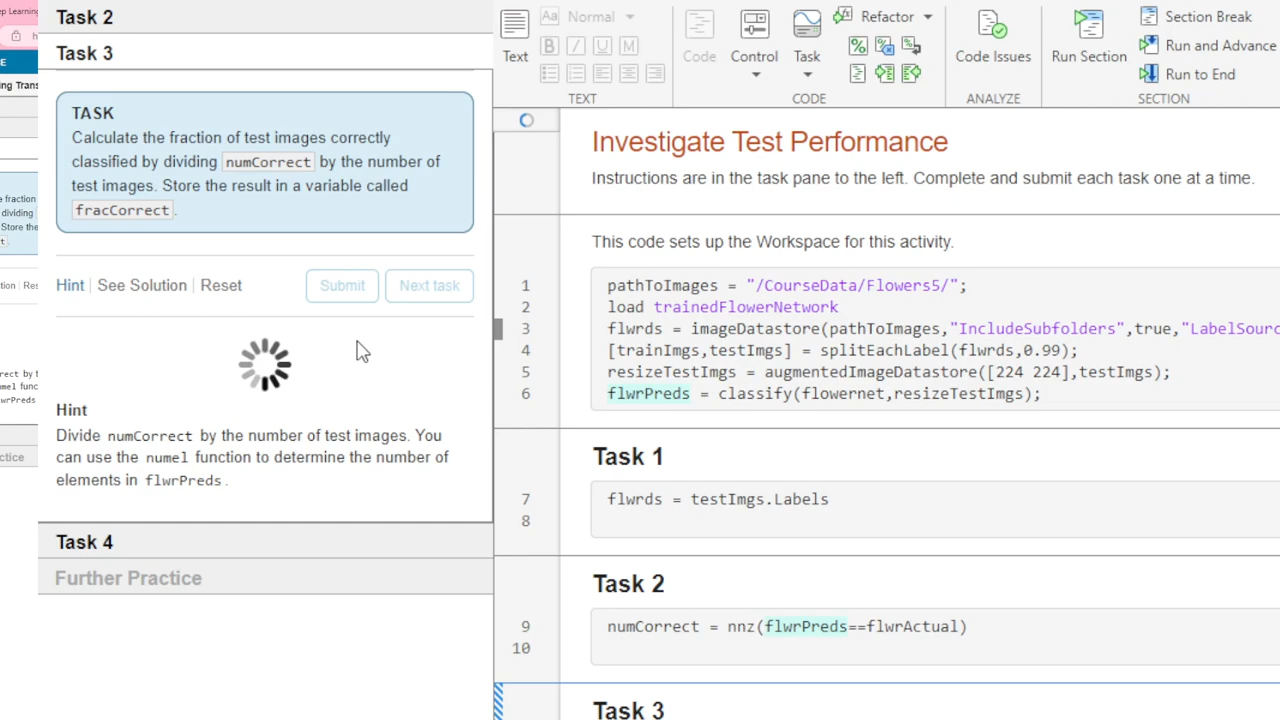 Task 2
Task 3
TASK
Calculate the fraction of test images correctly
classified by dividing numCorrect by the number of
test images. Store the result in a variable called
fracCorrect.
Hint | See Solution | Reset
Submit
Next task
Hint
Divide numCorrect by the number of test images. You
can use the numel function to determine the number of
elements in flwrPreds.
Task 4
Further Practice
Text
Aa Normal
B I U M
TEXT
Code
Control
Task
Refactor
CODE
Code Issues
ANALYZE
Run Section
Section Break
Run and Advance
Run to End
SECTION
Investigate Test Performance
Instructions are in the task pane to the left. Complete and submit each task one at a time.
This code sets up the Workspace for this activity.
1 pathToImages = "/CourseData/Flowers5/";
2 load trainedFlowerNetwork
3 flwrds = imageDatastore(pathToImages,"IncludeSubfolders",true,"LabelSourc
4 [trainImgs,testImgs] = splitEachLabel(flwrds,0.99);
5 resizeTestImgs = augmentedImageDatastore([224 224],testImgs);
6 flwrPreds = classify(flowernet,resizeTestImgs);
Task 1
7 flwrds = testImgs.Labels
8
Task 2
9 numCorrect = nnz(flwrPreds==flwrActual)
10
Task 3